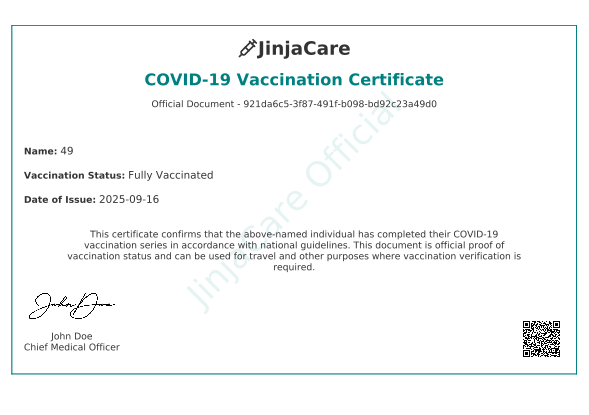 JinjaCare
COVID-19 Vaccination Certificate
Official Document - 921da6c5-3f87-491f-b098-bd92c23a49d0
Name: 49
Vaccination Status: Fully Vaccinated
Date of Issue: 2025-09-16
This certificate confirms that the above-named individual has completed their COVID-19
vaccination series in accordance with national guidelines. This document is official proof of
vaccination status and can be used for travel and other purposes where vaccination verification is
required.
JinjaCare Official
John Doe
John Doe
Chief Medical Officer